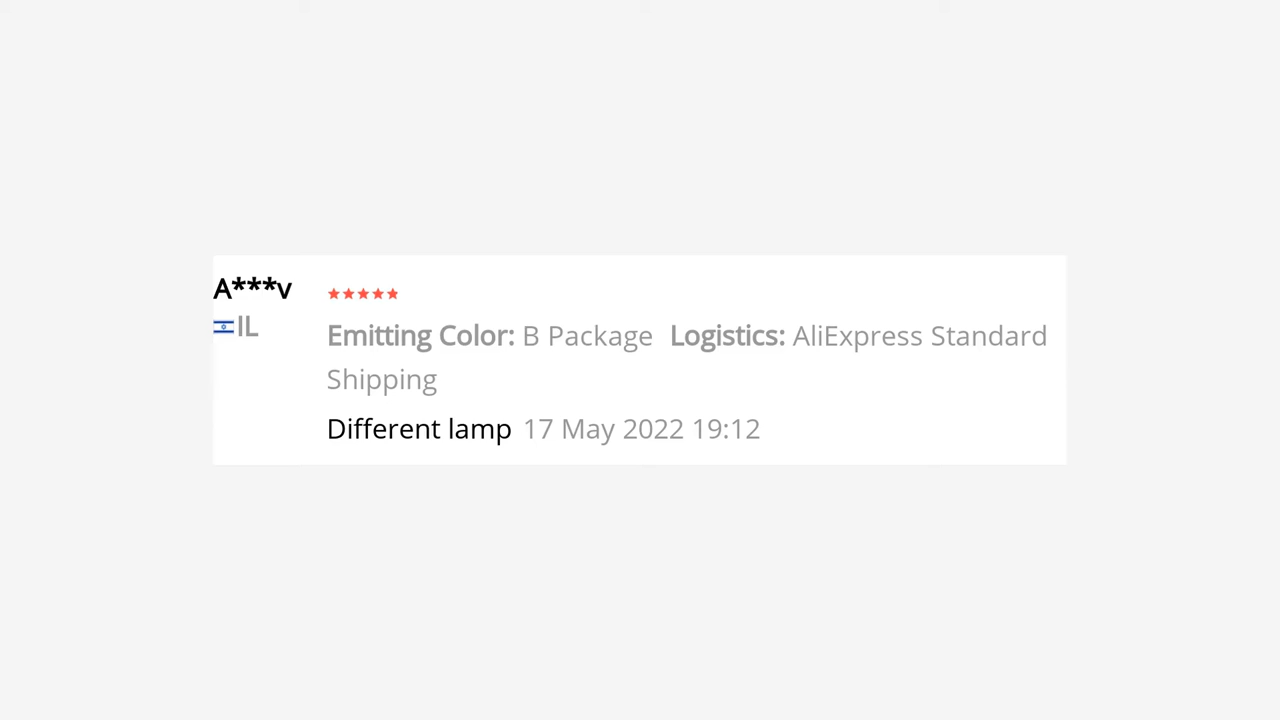 A***v
IL
Emitting Color: B Package Logistics: AliExpress Standard
Shipping
Different lamp 17 May 2022 19:12